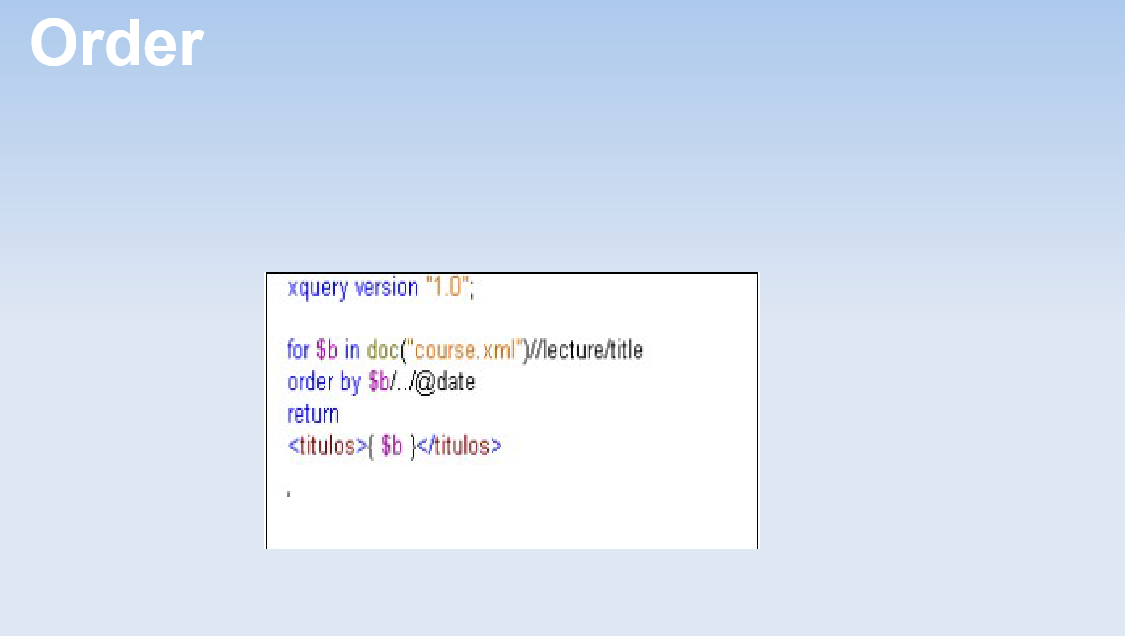 Order
xquery version "1.0";
for $b in doc("course.xml")//lecture/title
order by $b/../@date
return
<titulos>{ $b }</titulos>